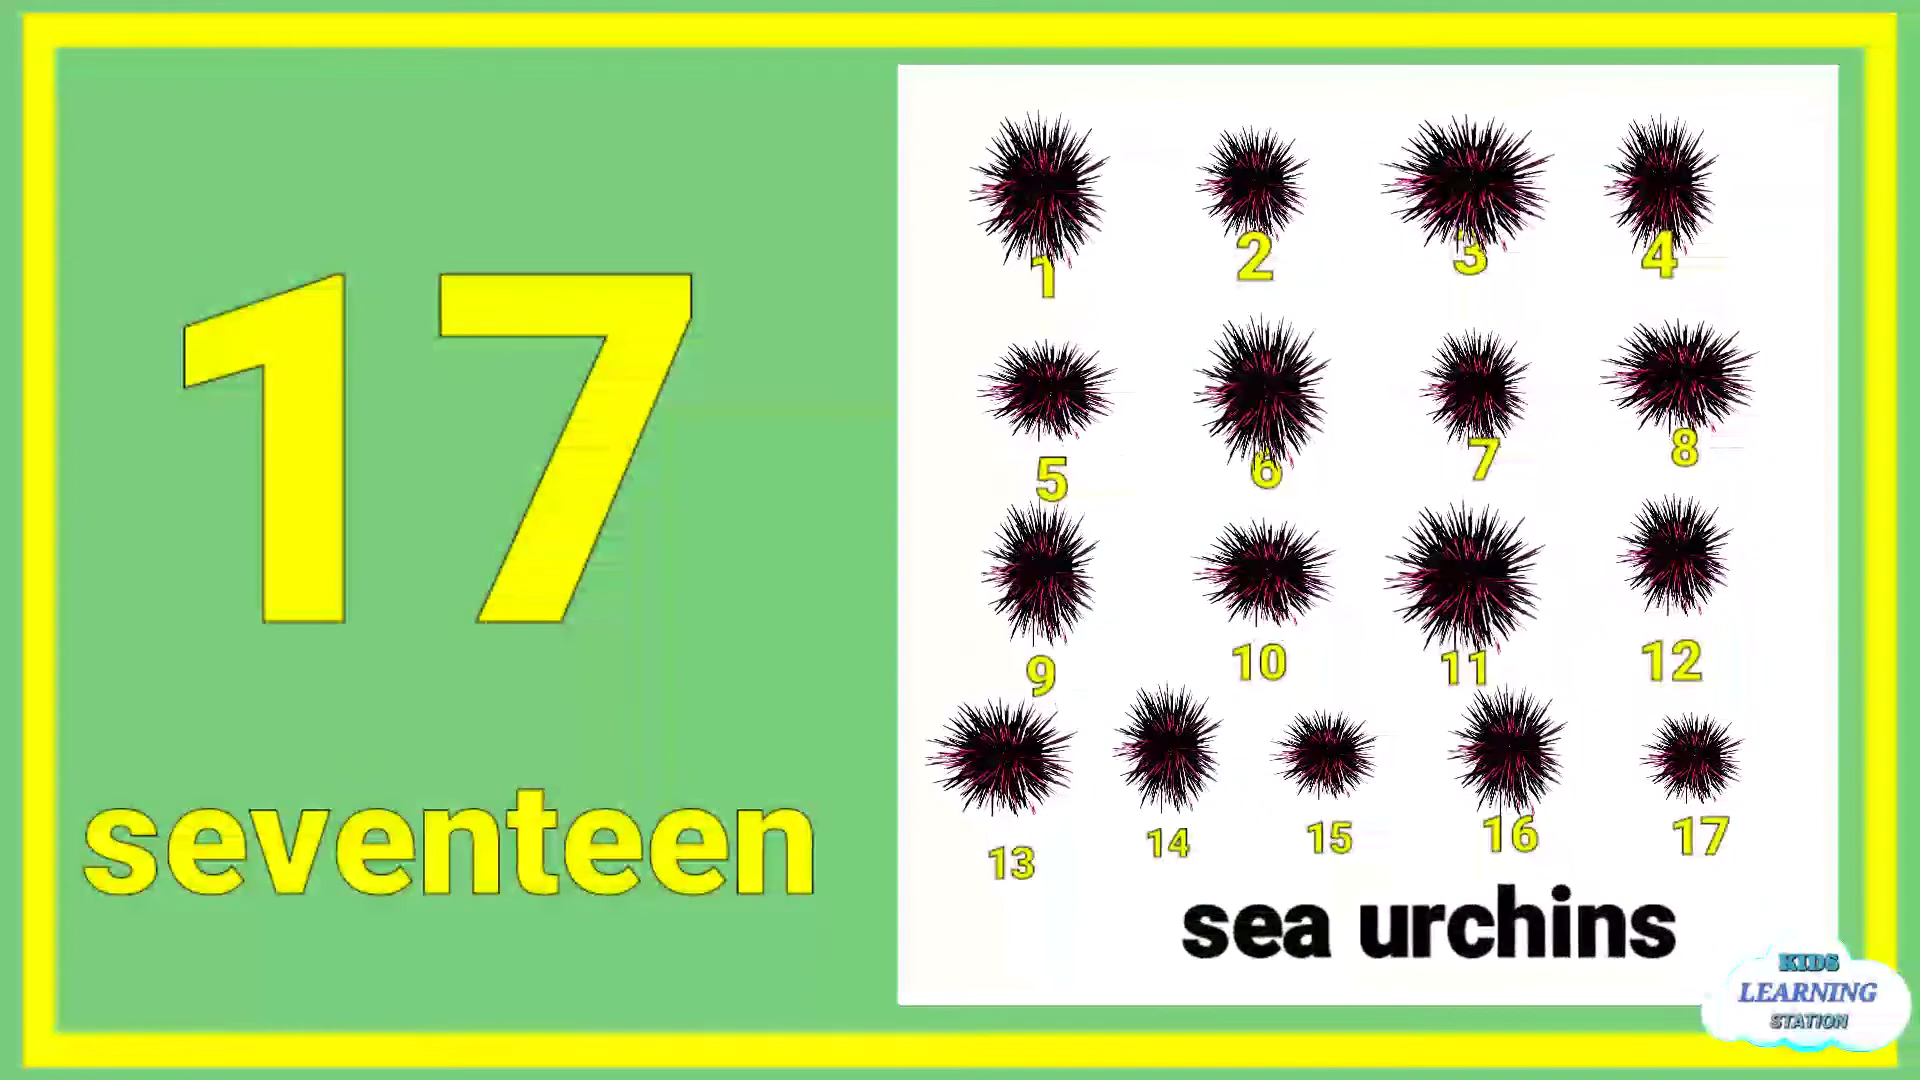 17
seventeen
1 2 3 4
5 6 7 8
9 10 11 12
13 14 15 16 17
sea urchins
KIDS
LEARNING
STATION